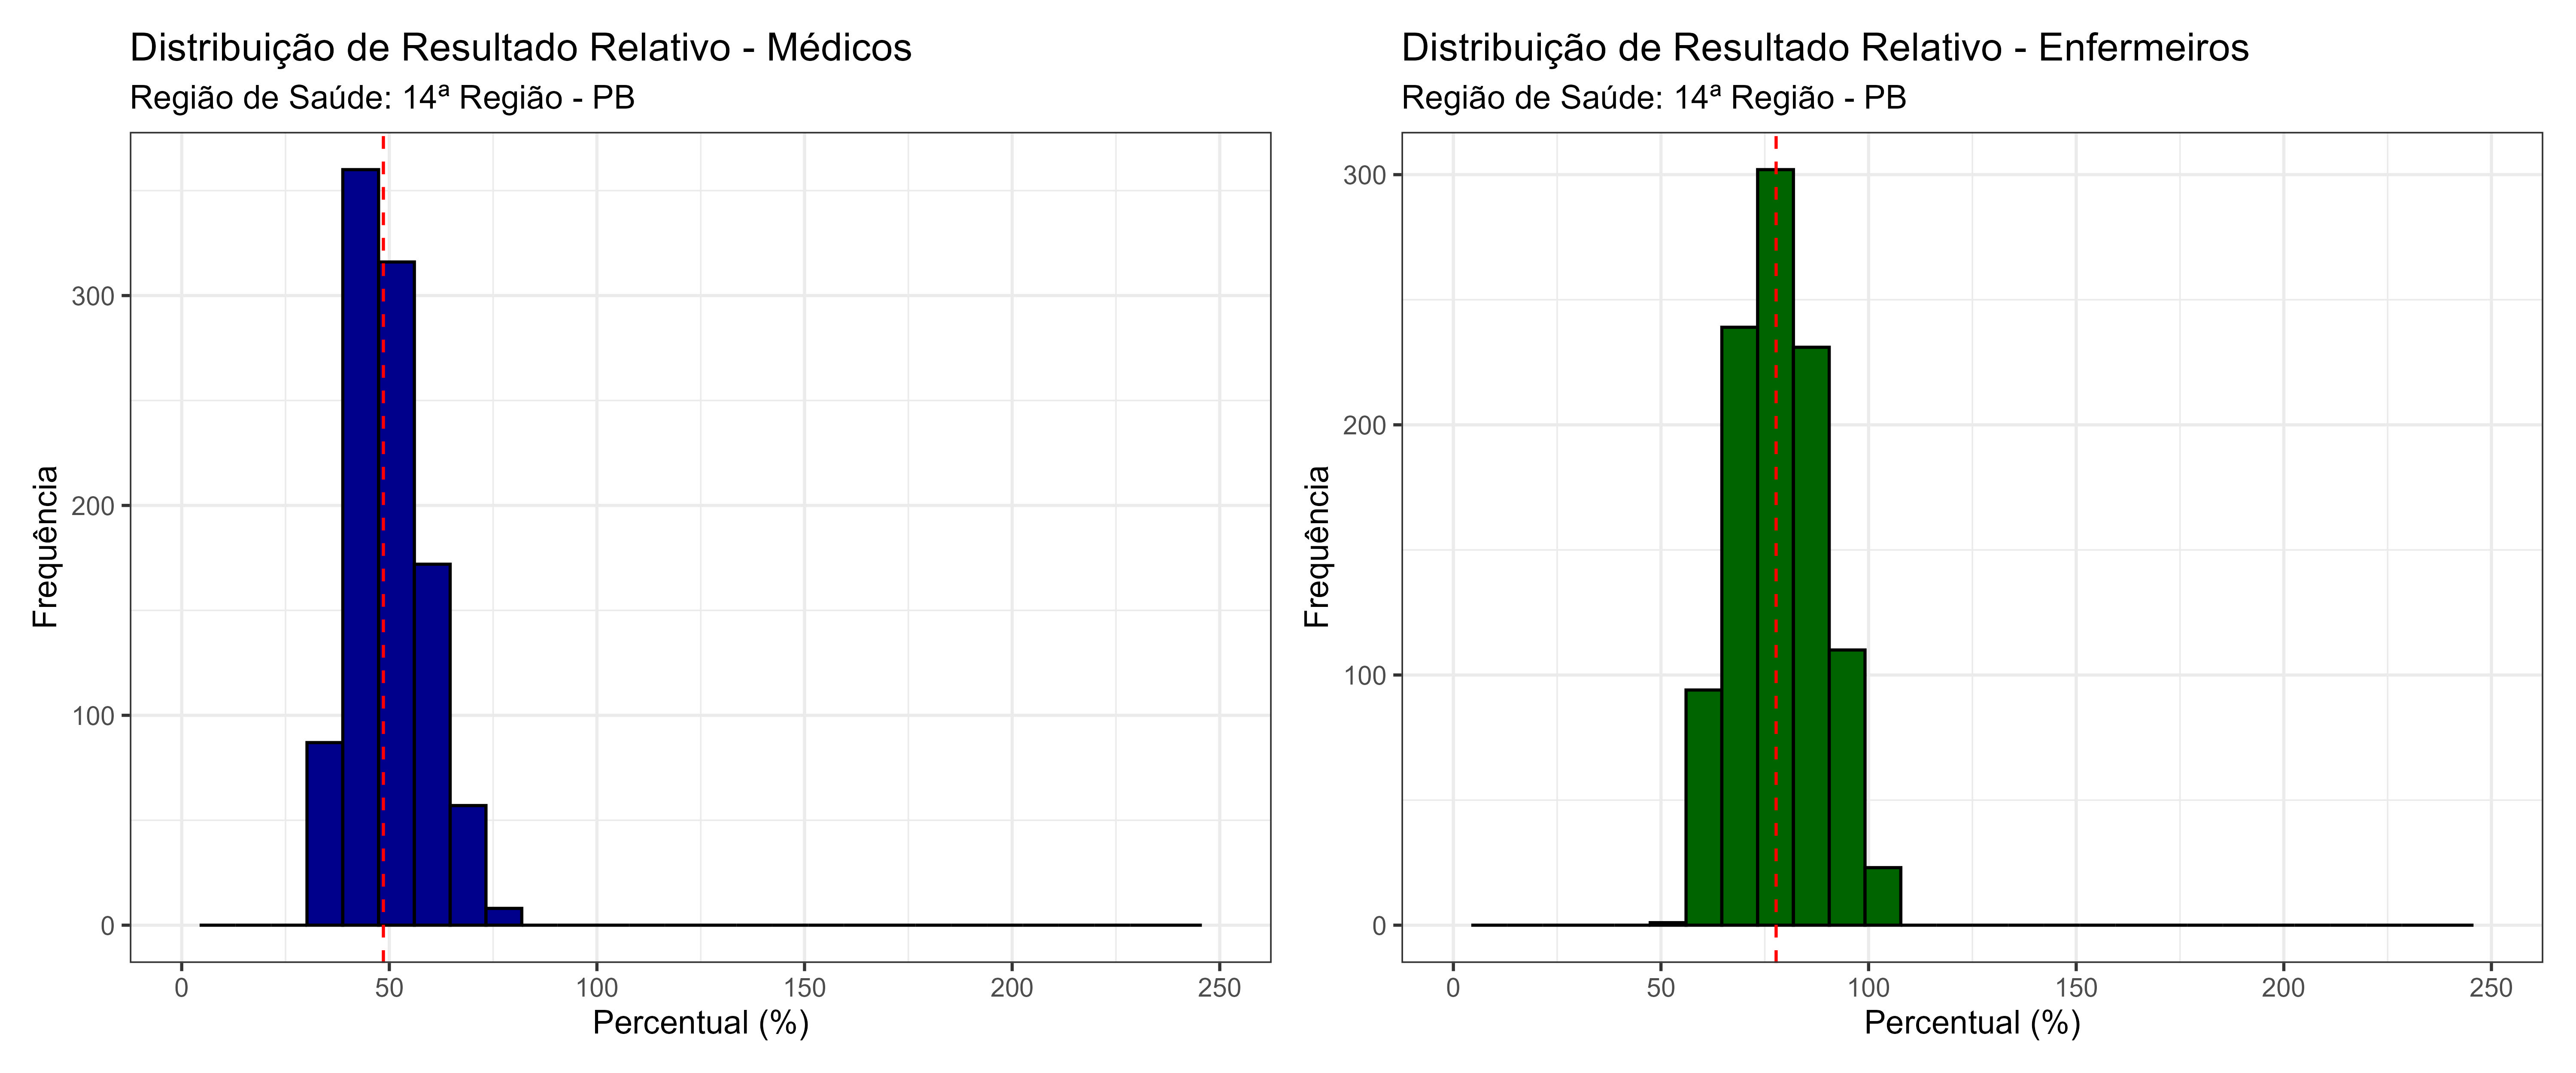 Distribuição de Resultado Relativo - Médicos
Região de Saúde: 14ª Região - PB
Frequência
300
200
100
0
0 50 100 150 200 250
Percentual (%)
Distribuição de Resultado Relativo - Enfermeiros
Região de Saúde: 14ª Região - PB
Frequência
300
200
100
0
0 50 100 150 200 250
Percentual (%)